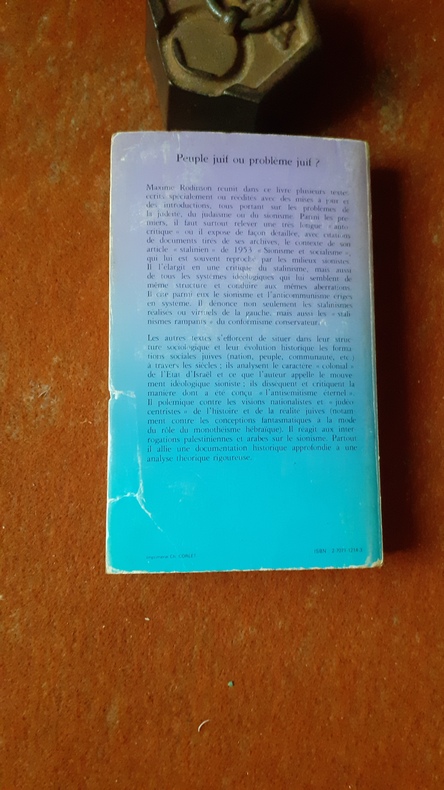 Peuple juif ou problème juif ?
Maxime Rodinson réunit dans ce livre plusieurs textes
écrits spécialement ou réédités avec des mises à jour et
des introductions, tous portant sur les problèmes de
la judéité, du judaïsme ou du sionisme. Parmi les pre-
miers, il faut surtout relever une très longue « auto-
critique » où il expose de façon détaillée, avec citations
de documents tirés de ses archives, le contexte de son
article « stalinien » de 1953 « Sionisme et socialisme »,
qui lui est souvent reproché par les milieux sionistes.
Il l'élargit en une critique du stalinisme, mais aussi
de tous les systèmes idéologiques qui lui semblent de
même structure et conduire aux mêmes aberrations.
Il cite parmi eux le sionisme et l'anticommunisme érigés
en système. Il dénonce non seulement les stalinismes
réalisés ou virtuels de la gauche, mais aussi les « stali-
nismes rampants » du conformisme conservateur.
Les autres textes s'efforcent de situer dans leur struc-
ture sociologique et leur évolution historique les forma-
tions sociales juives (nation, peuple, communauté, etc.)
à travers les siècles ; ils analysent le caractère « colonial »
de l'Etat d'Israël et ce que l'auteur appelle le mouve-
ment idéologique sioniste ; ils dissèquent et critiquent la
manière dont a été conçu « l'antisémitisme éternel ».
Il polémique contre les visions nationalistes et « judéo-
centristes » de l'histoire et de la réalité juives (notam-
ment contre les conceptions fantasmatiques à la mode
du rôle du monothéisme hébraïque). Il réagit aux inter-
rogations palestiniennes et arabes sur le sionisme. Partout
il allie une documentation historique approfondie à une
analyse théorique rigoureuse.
ISBN